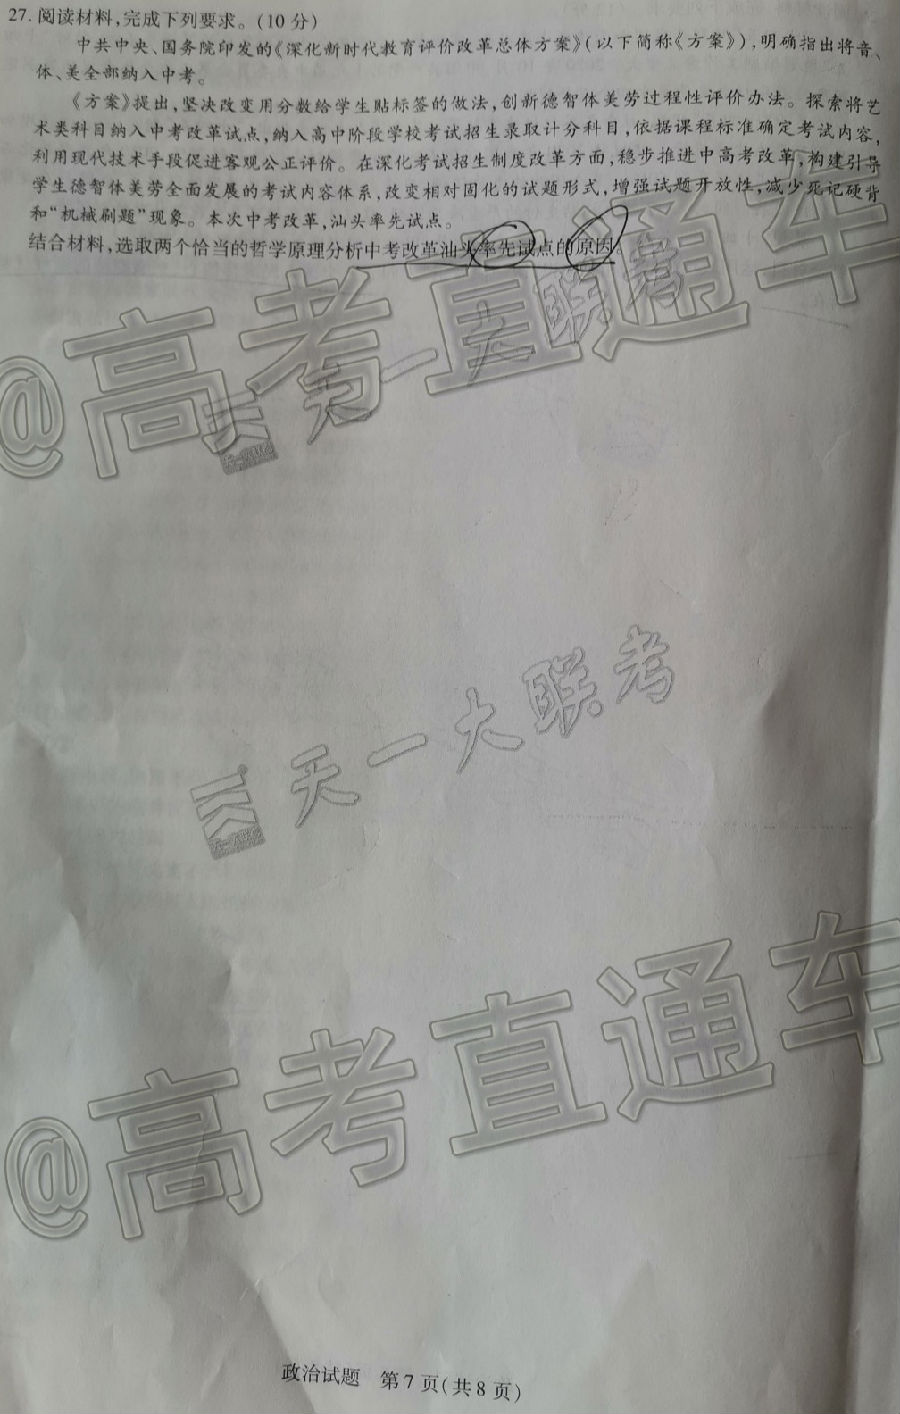 27. 阅读材料,完成下列要求。(10 分)
中共中央、国务院印发的《深化新时代教育评价改革总体方案》(以下简称《方案》),明确指出将音、
体、美全部纳入中考。
《方案》提出,坚决改变用分数给学生贴标签的做法,创新德智体美劳过程性评价办法。探索将艺
术类科目纳入中考改革试点,纳入高中阶段学校考试招生录取计分科目,依据课程标准确定考试内容,
利用现代技术手段促进客观公正评价。在深化考试招生制度改革方面,稳步推进中高考改革,构建引导
学生德智体美劳全面发展的考试内容体系,改变相对固化的试题形式,增强试题开放性,减少死记硬背
和“机械刷题”现象。本次中考改革,汕头率先试点。
结合材料,选取两个恰当的哲学原理分析中考改革汕头率先试点的原因。
@高考直通车
天一大联考
天一大联考
@高考直通车
政治试题 第 7 页(共 8 页)